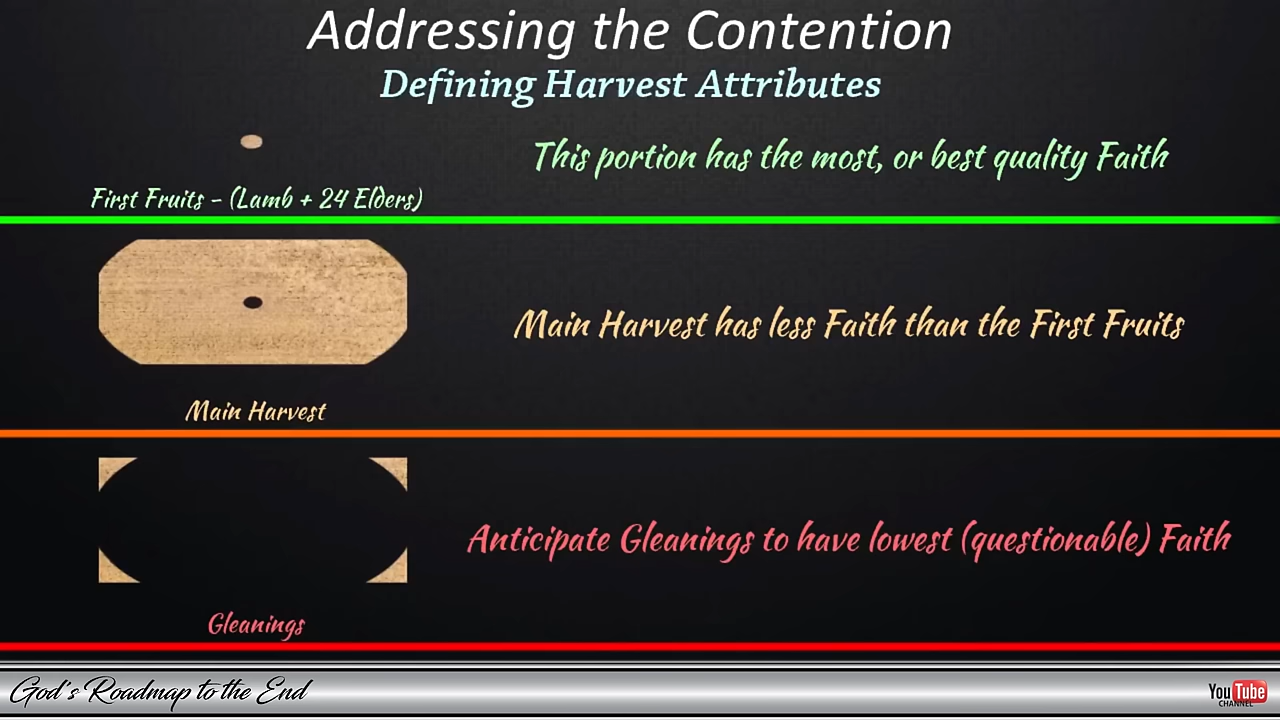 Addressing the Contention
Defining Harvest Attributes
This portion has the most, or best quality Faith
First Fruits - (Lamb + 24 Elders)
Main Harvest has less Faith than the First Fruits
Main Harvest
Anticipate Gleanings to have lowest (questionable) Faith
Gleanings
God's Roadmap to the End
YouTube
CHANNEL